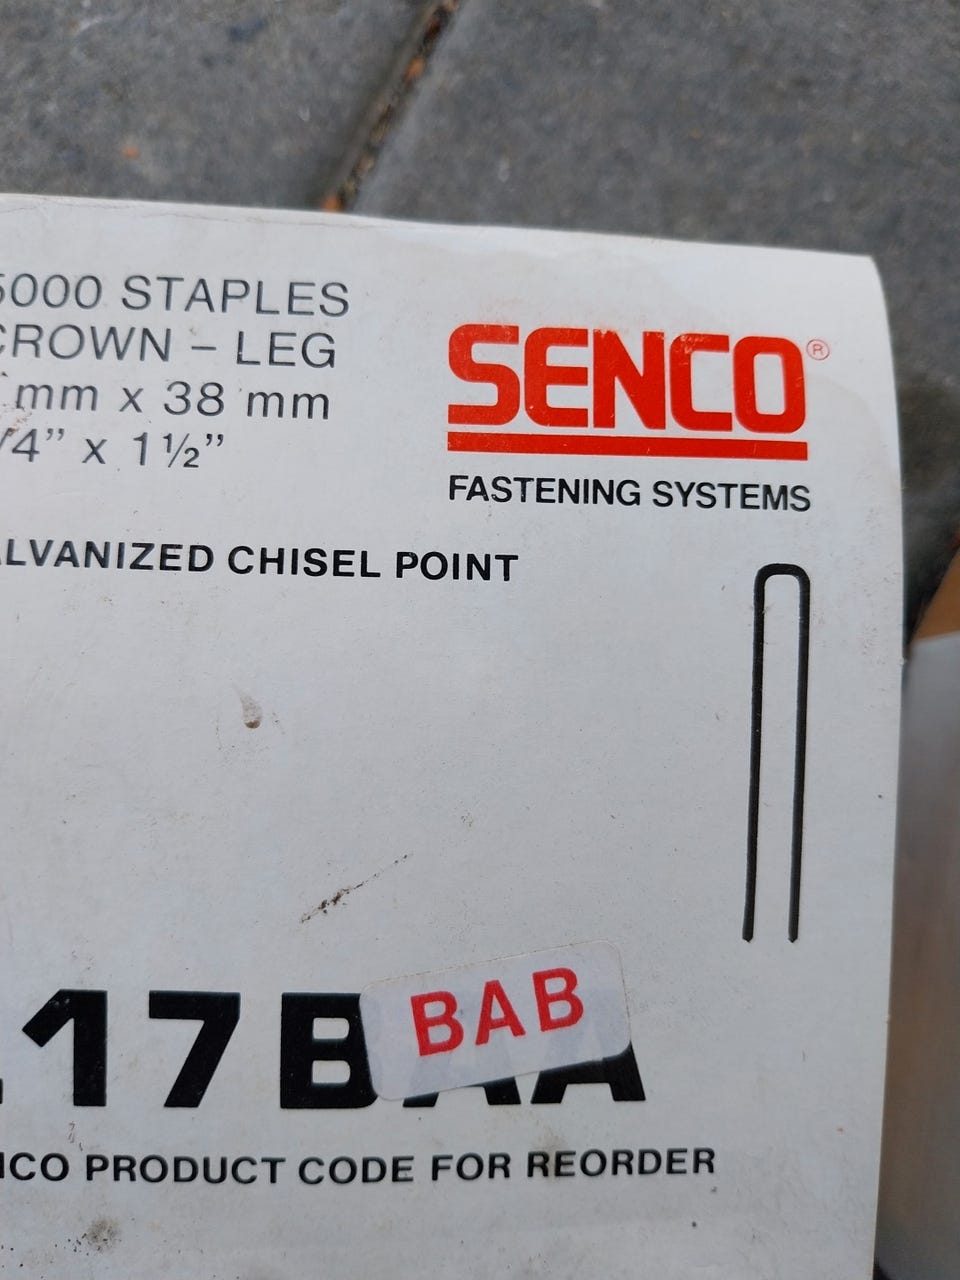 5000 STAPLES
CROWN – LEG
mm x 38 mm
/4” x 1½”
SENCO®
FASTENING SYSTEMS
ALVANIZED CHISEL POINT
17B
BAB
CO PRODUCT CODE FOR REORDER